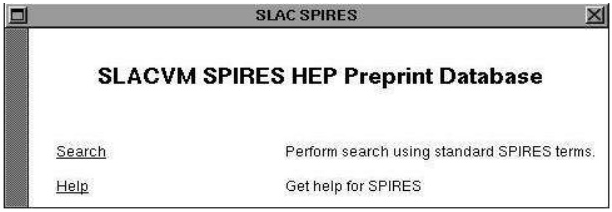 SLAC SPIRES
SLACVM SPIRES HEP Preprint Database
Search Perform search using standard SPIRES terms.
Help Get help for SPIRES